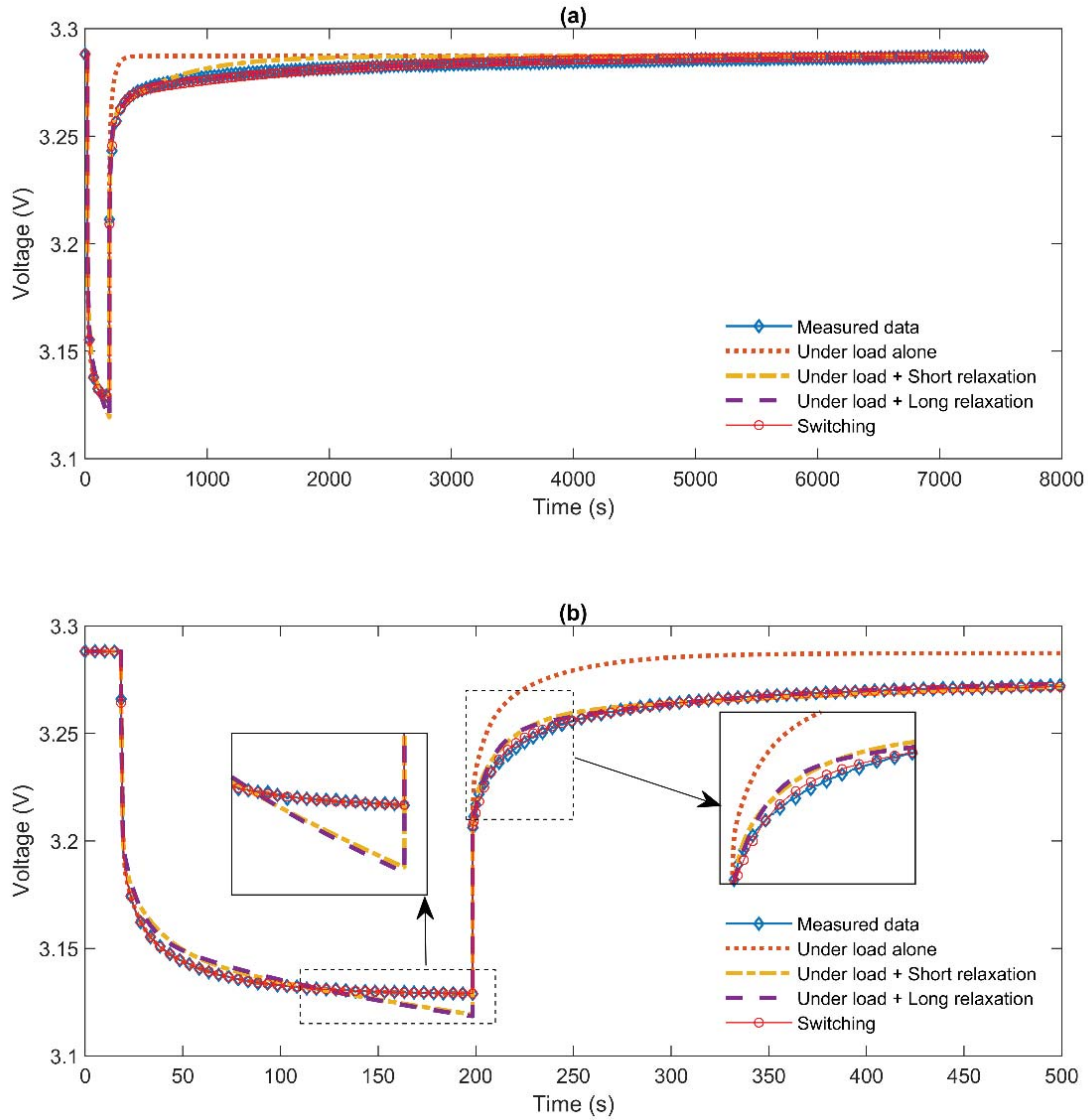 (a)
3.3
3.25
3.2
3.15
3.1
Voltage (V)
0 1000 2000 3000 4000 5000 6000 7000 8000
Time (s)
Measured data
Under load alone
Under load + Short relaxation
Under load + Long relaxation
Switching
(b)
3.3
3.25
3.2
3.15
3.1
Voltage (V)
0 50 100 150 200 250 300 350 400 450 500
Time (s)
Measured data
Under load alone
Under load + Short relaxation
Under load + Long relaxation
Switching